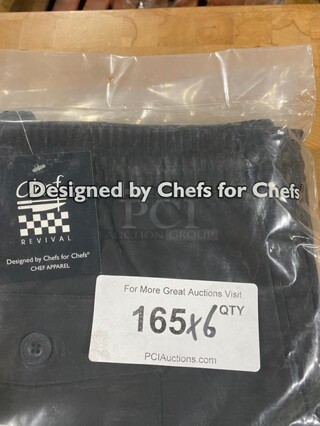 Designed by Chefs for Chefs
chef
REVIVAL
Designed by Chefs for Chefs®
CHEF APPAREL
PCI
AUCTION GROUP
For More Great Auctions Visit
165x6 QTY
PCIAuctions.com